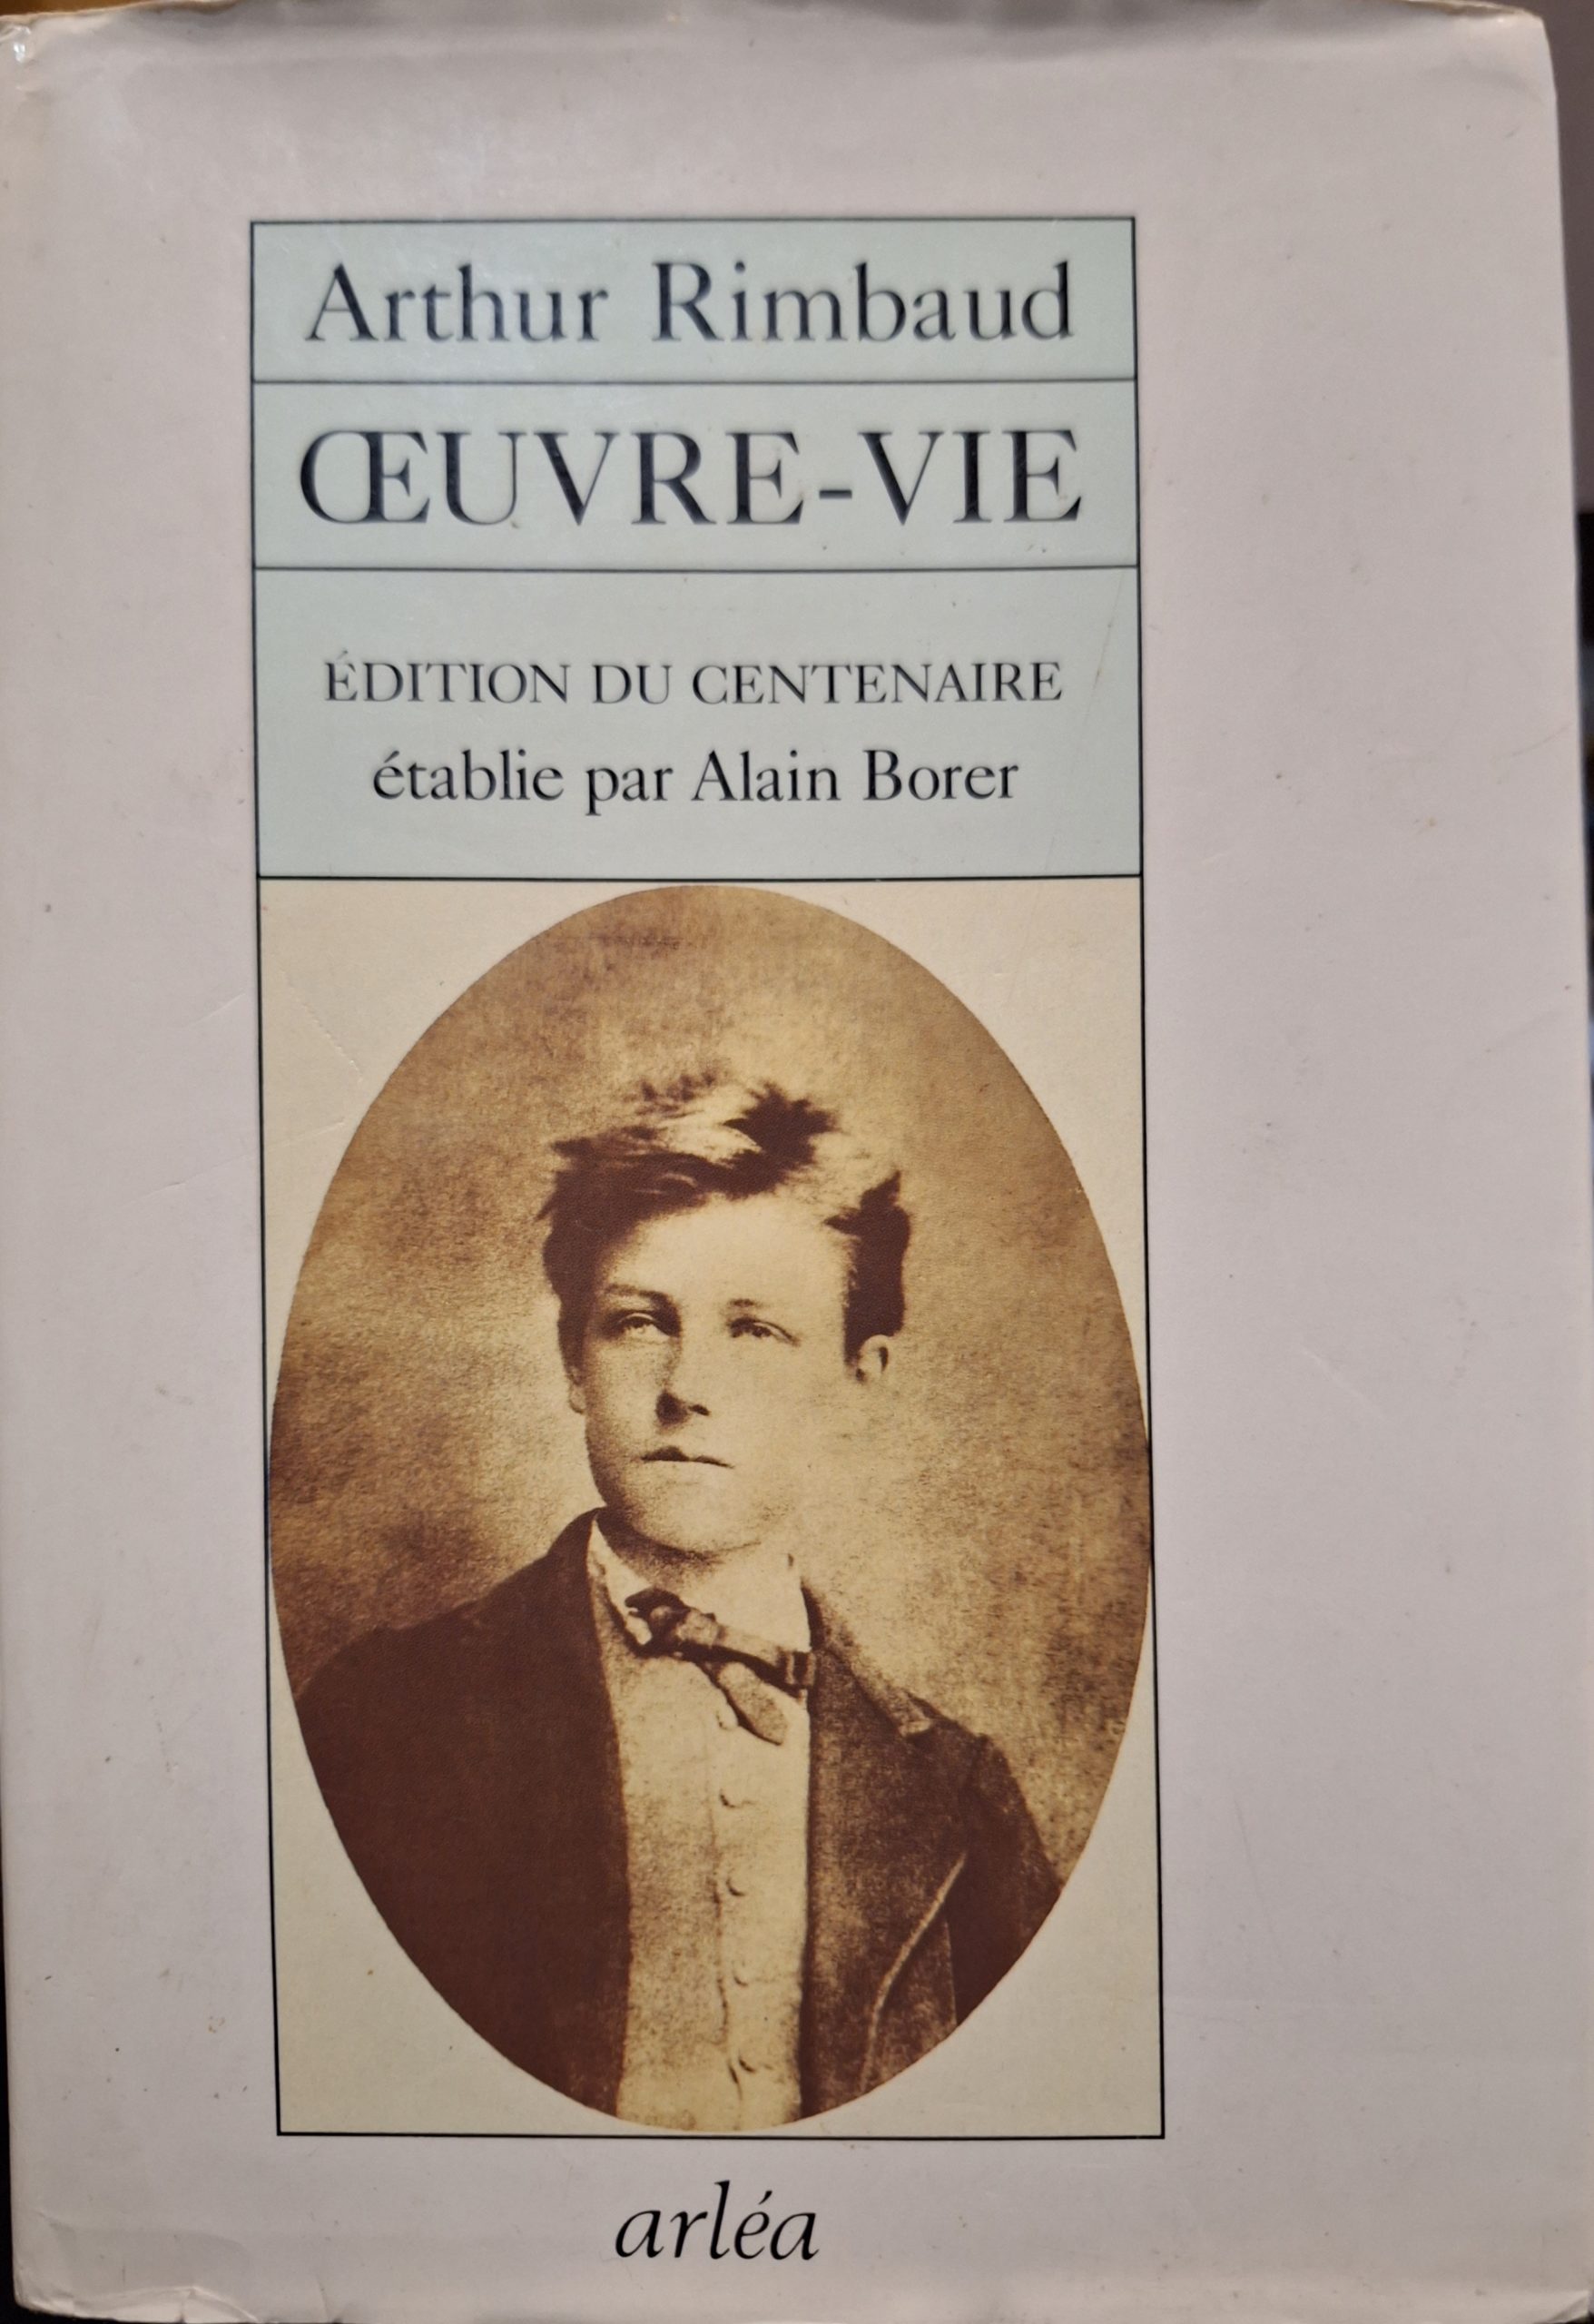 Arthur Rimbaud
ŒUVRE-VIE
ÉDITION DU CENTENAIRE
établie par Alain Borer
arléa